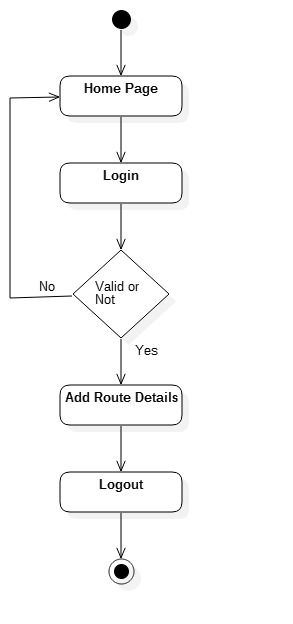 Home Page
Login
Valid or
Not
No
Yes
Add Route Details
Logout